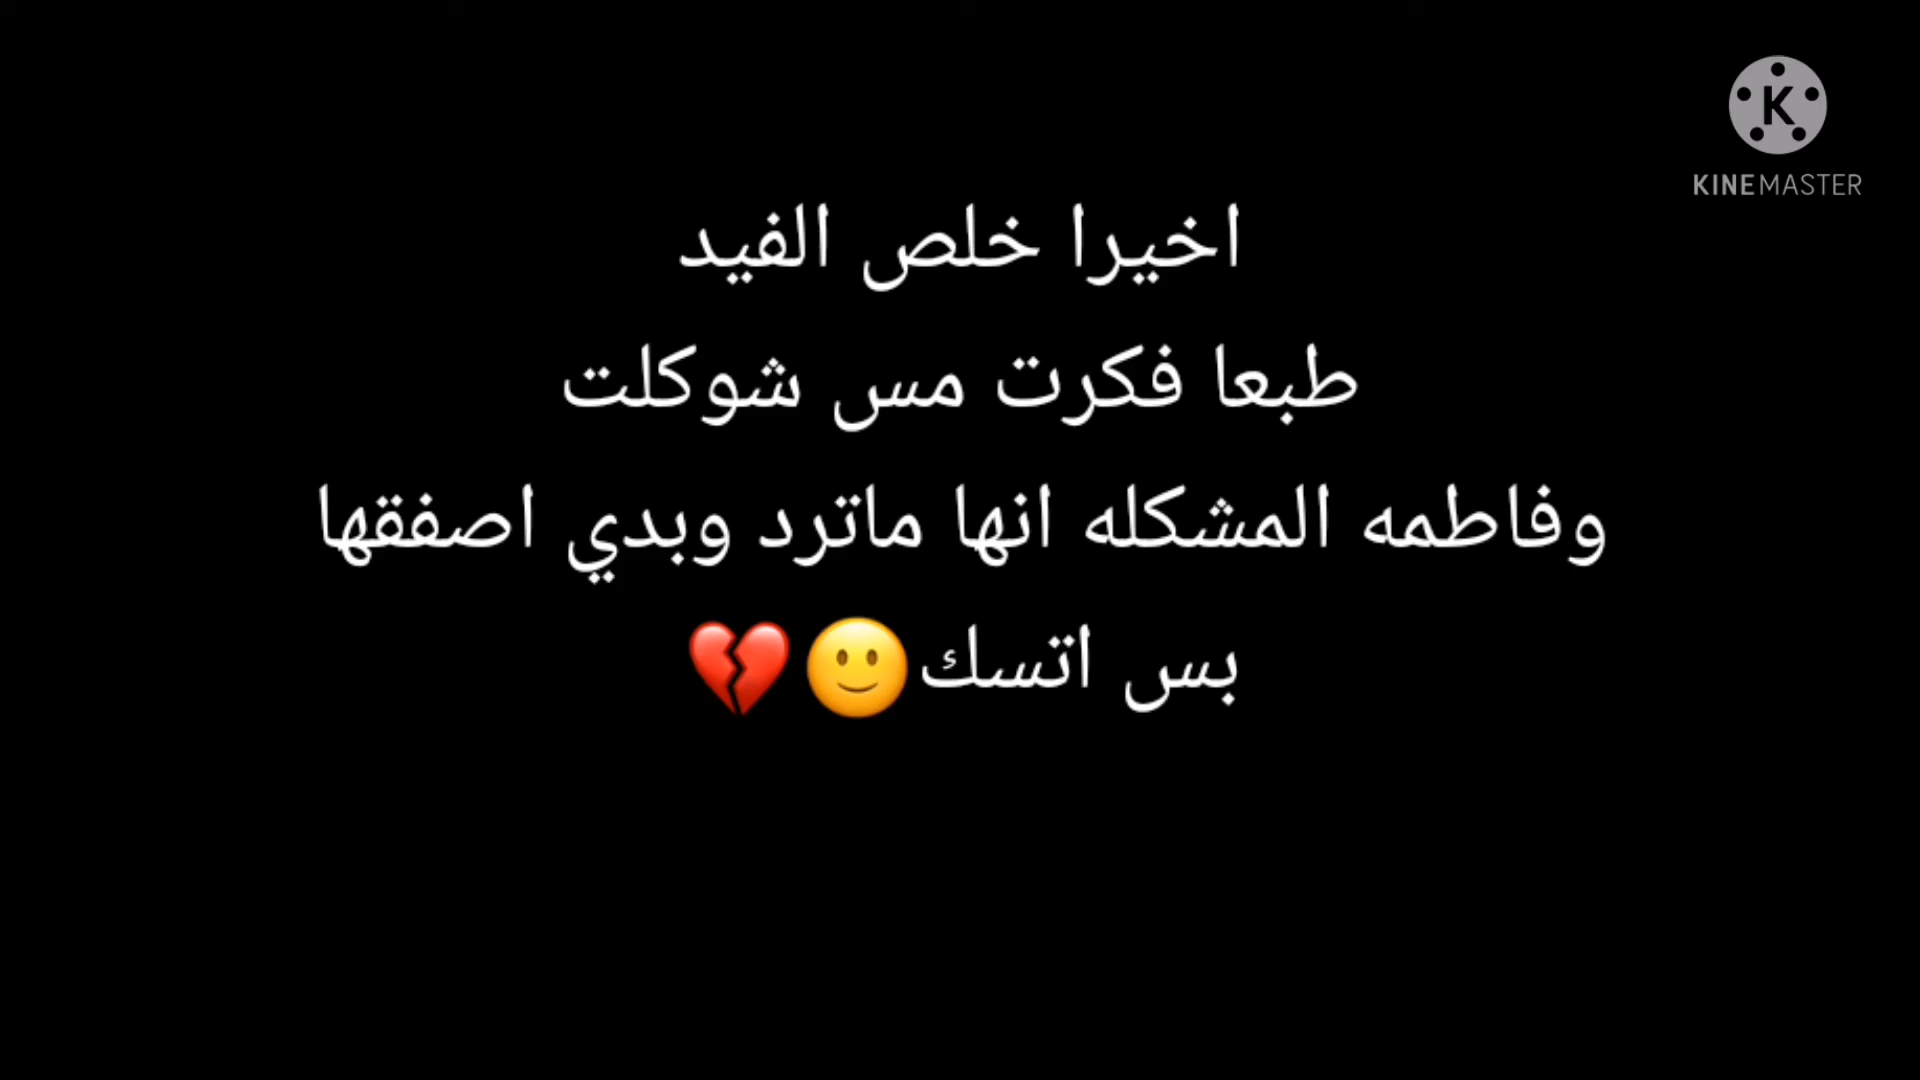 KINEMASTER
اخيرا خلص الفيد
طبعا فكرت مس شوكلت
وفاطمه المشكله انها ماترد وبدي اصفقها
بس اتسك🙂💔